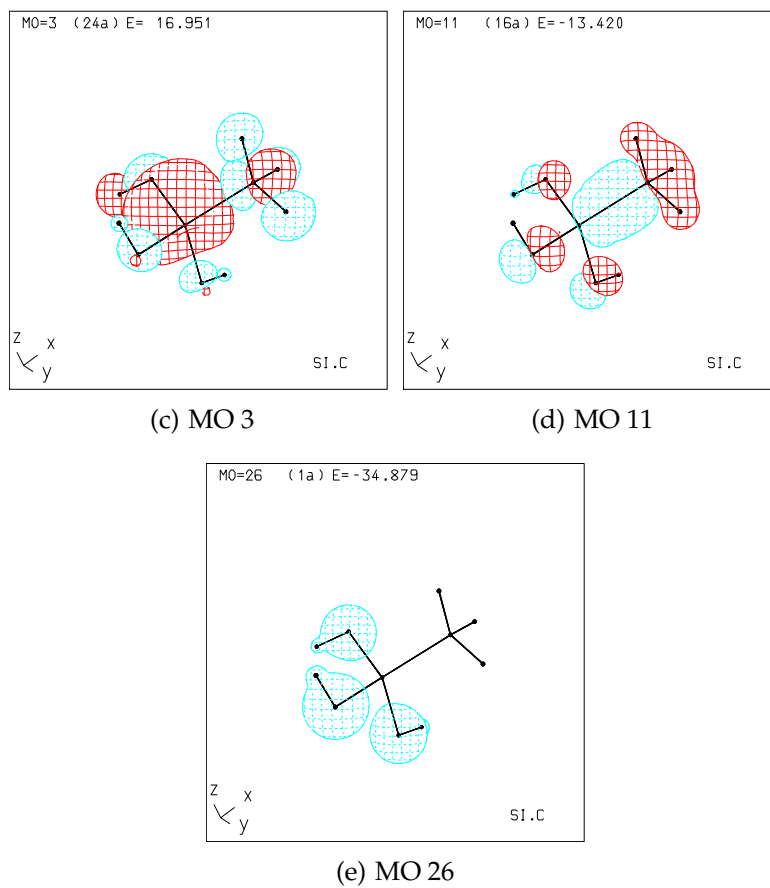 MO=3 (24a) E= 16.951
z x
y
SI.C
(c) MO 3
MO=11 (16a) E=-13.420
z x
y
SI.C
(d) MO 11
MO=26 (1a) E=-34.879
z x
y
SI.C
(e) MO 26